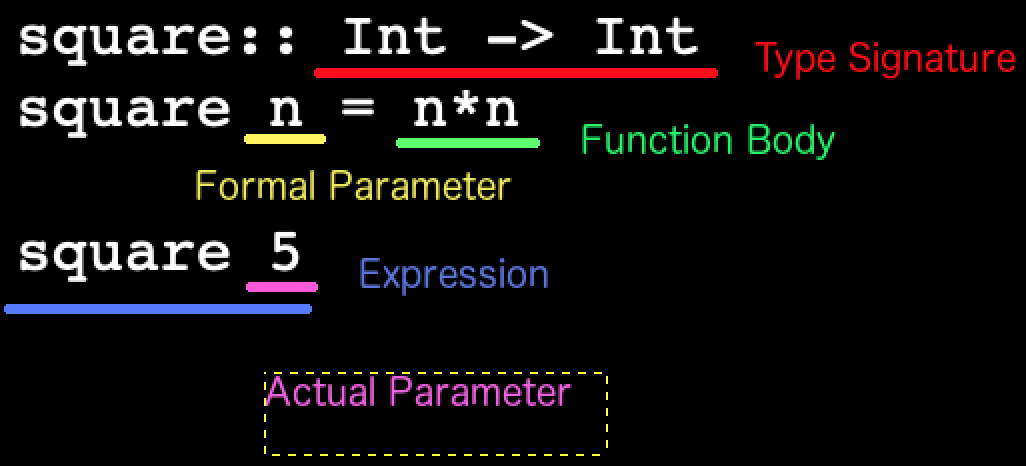 square:: Int -> Int Type Signature
square n = n*n Function Body
Formal Parameter
square 5 Expression
Actual Parameter